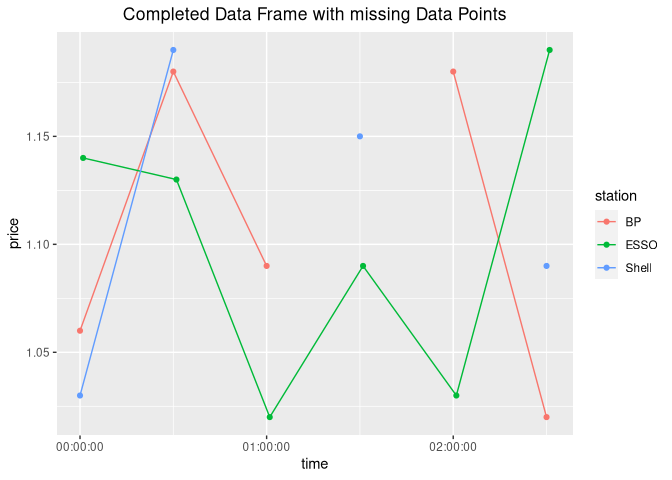 Completed Data Frame with missing Data Points
1.15
1.10
1.05
price
00:00:00
01:00:00
02:00:00
time
station
BP
ESSO
Shell